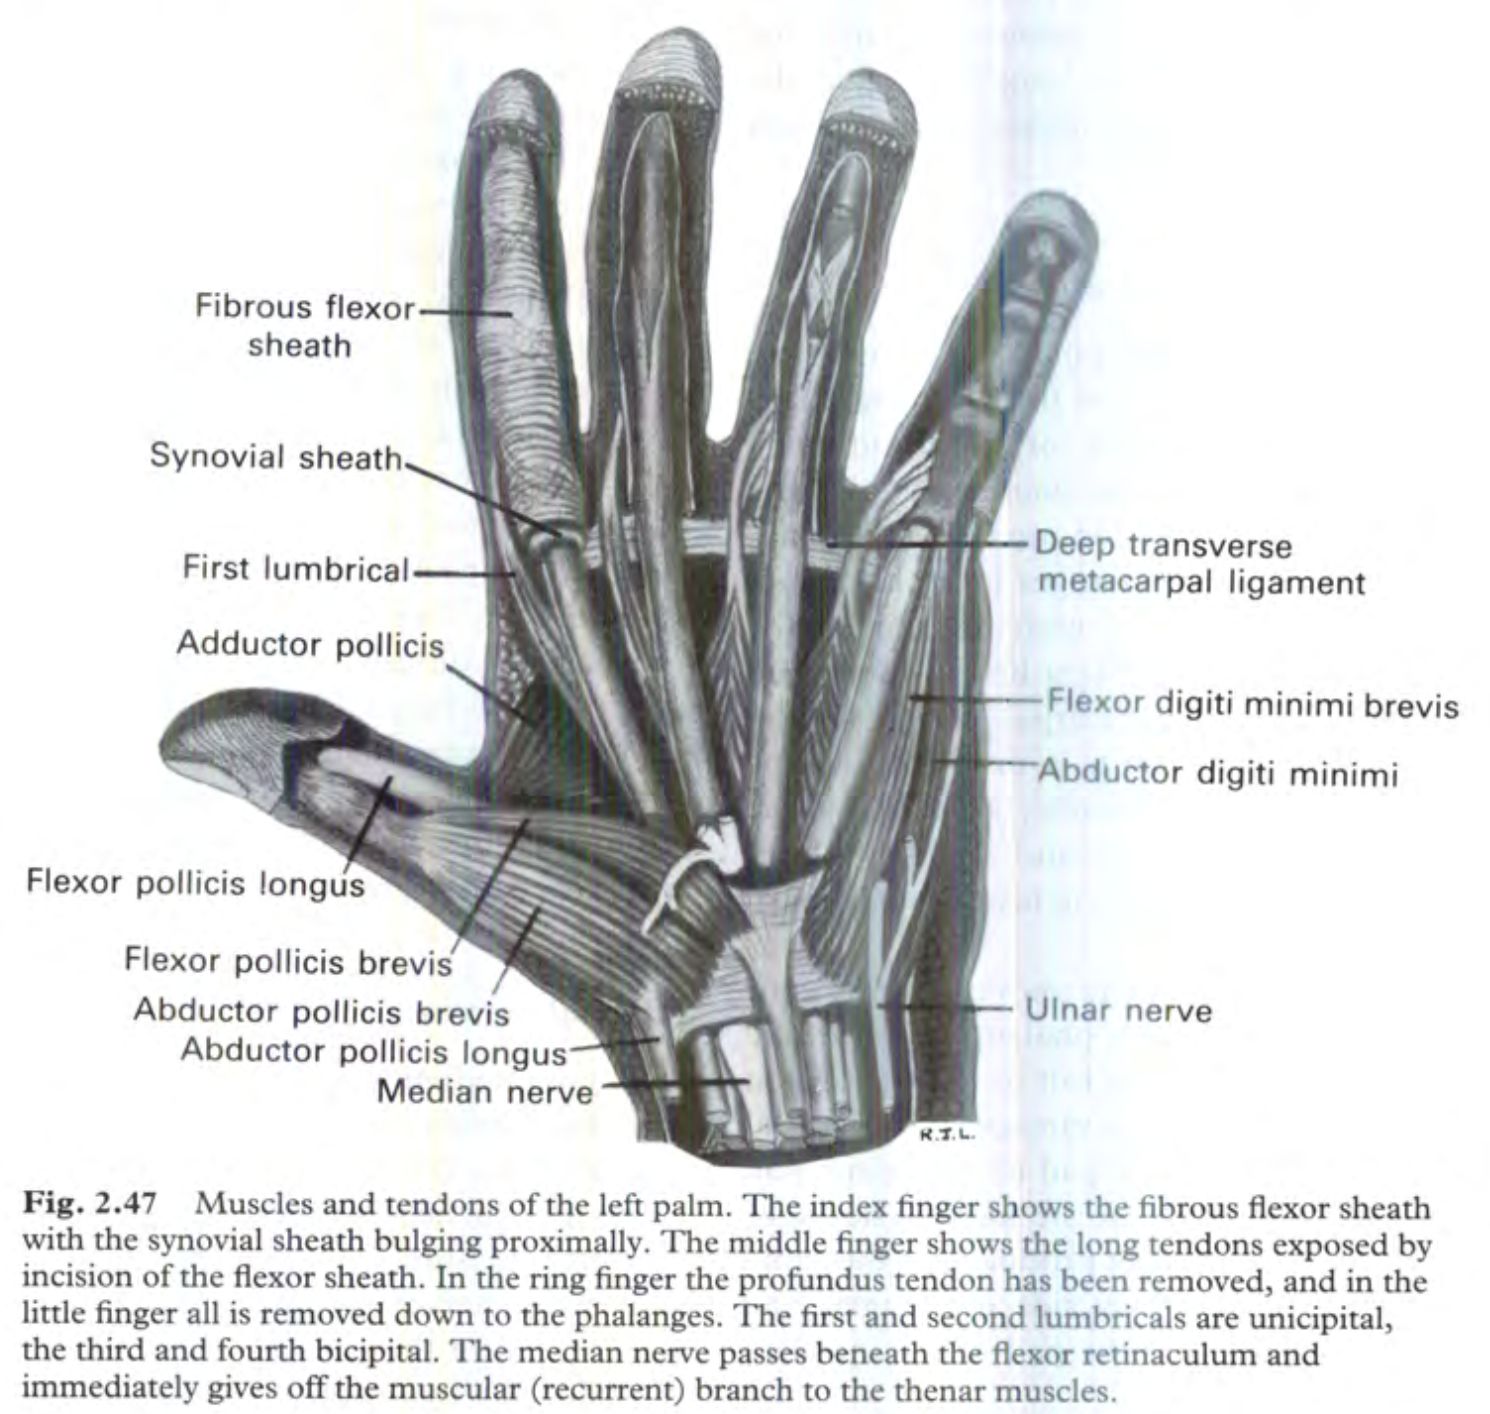 Fibrous flexor
sheath
Synovial sheath
First lumbrical
Adductor pollicis
Flexor pollicis longus
Flexor pollicis brevis
Abductor pollicis brevis
Abductor pollicis longus
Median nerve
Deep transverse
metacarpal ligament
Flexor digiti minimi brevis
Abductor digiti minimi
Ulnar nerve
R.J.L.
Fig. 2.47 Muscles and tendons of the left palm. The index finger shows the fibrous flexor sheath
with the synovial sheath bulging proximally. The middle finger shows the long tendons exposed by
incision of the flexor sheath. In the ring finger the profundus tendon has been removed, and in the
little finger all is removed down to the phalanges. The first and second lumbricals are unicipital,
the third and fourth bicipital. The median nerve passes beneath the flexor retinaculum and
immediately gives off the muscular (recurrent) branch to the thenar muscles.